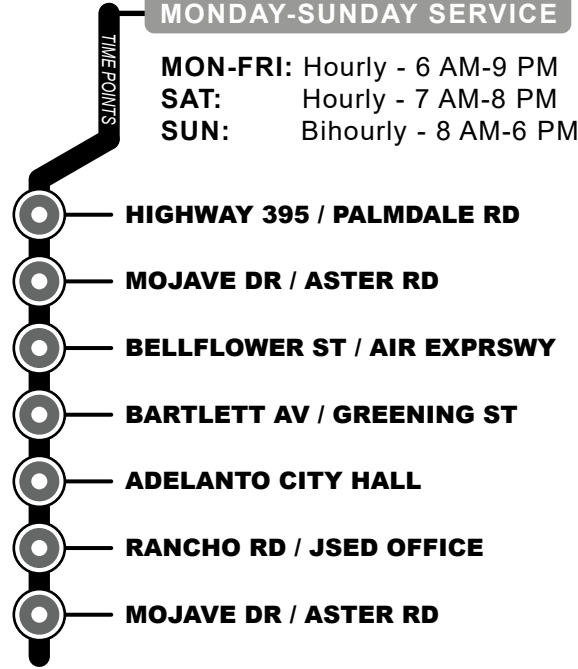 MONDAY-SUNDAY SERVICE
TIME POINTS
MON-FRI: Hourly - 6 AM-9 PM
SAT: Hourly - 7 AM-8 PM
SUN: Bihourly - 8 AM-6 PM
HIGHWAY 395 / PALMDALE RD
MOJAVE DR / ASTER RD
BELLFLOWER ST / AIR EXPRSWY
BARTLETT AV / GREENING ST
ADELANTO CITY HALL
RANCHO RD / JSED OFFICE
MOJAVE DR / ASTER RD